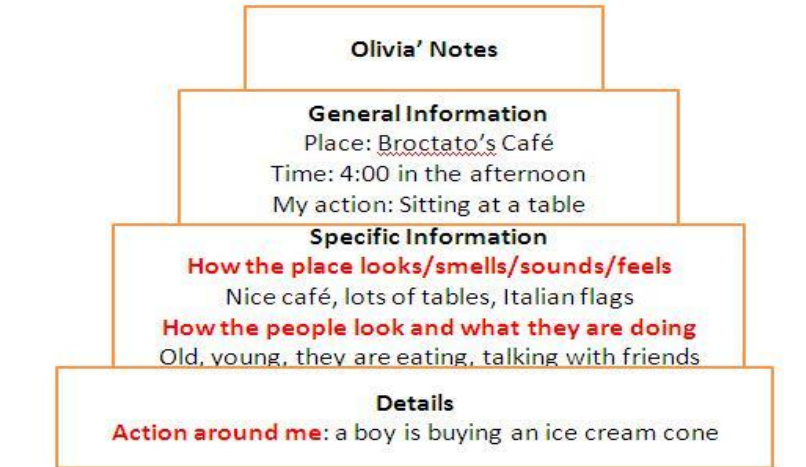 Olivia’ Notes
General Information
Place: Broctato’s Café
Time: 4:00 in the afternoon
My action: Sitting at a table
Specific Information
How the place looks/smells/sounds/feels
Nice café, lots of tables, Italian flags
How the people look and what they are doing
Old, young, they are eating, talking with friends
Details
Action around me: a boy is buying an ice cream cone